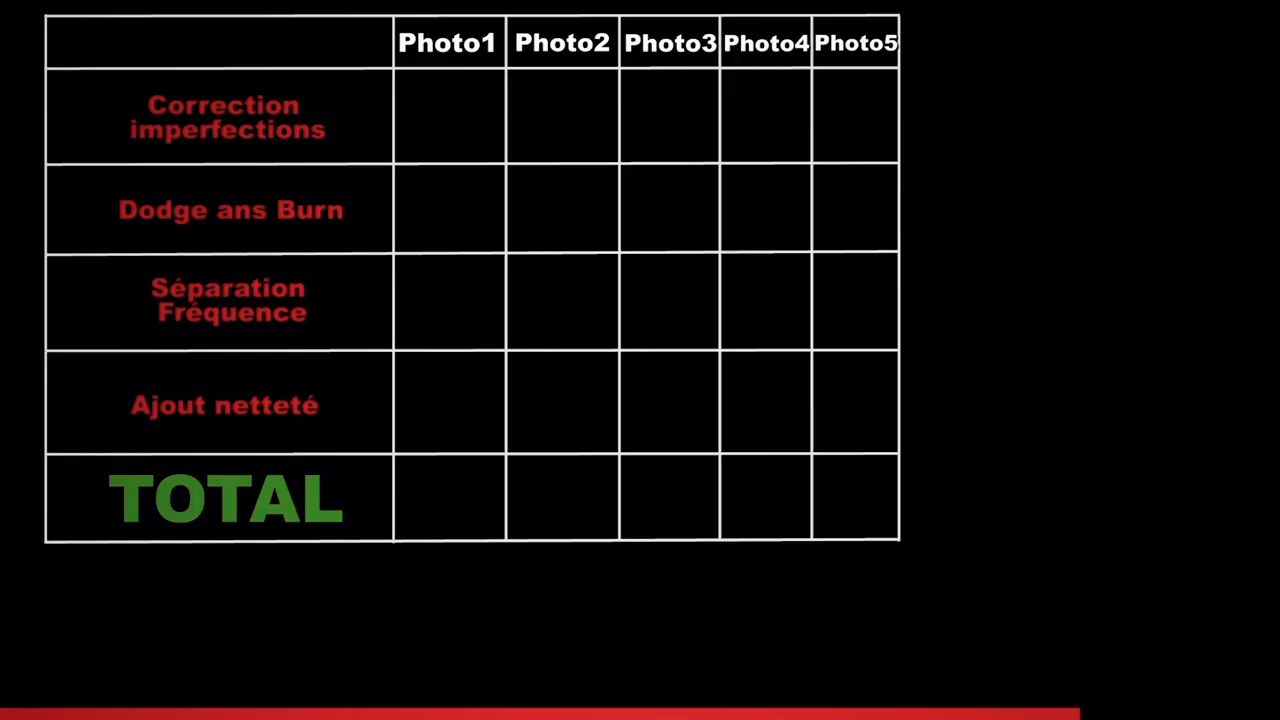 Photo1 Photo2 Photo3 Photo4 Photo5
Correction
imperfections
Dodge ans Burn
Séparation
Fréquence
Ajout netteté
TOTAL